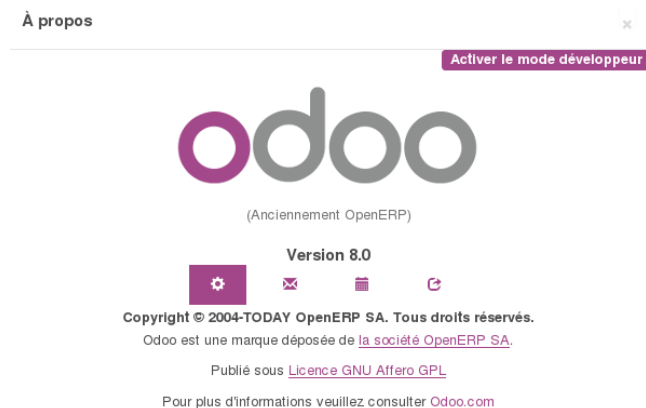 À propos
×
Activer le mode développeur
odoo
(Anciennement OpenERP)
Version 8.0
Copyright © 2004-TODAY OpenERP SA. Tous droits réservés.
Odoo est une marque déposée de la société OpenERP SA.
Publié sous Licence GNU Affero GPL
Pour plus d'informations veuillez consulter Odoo.com